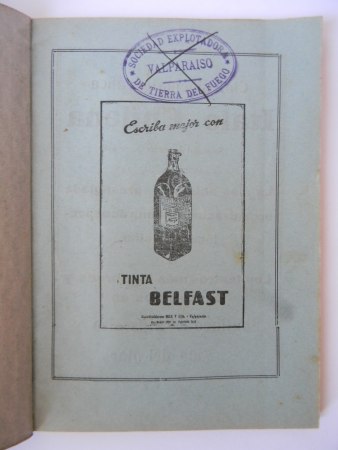 SOCIEDAD EXPLOTADORA
VALPARAISO
DE TIERRA DEL FUEGO
Escriba mejor con
TINTA
BELFAST